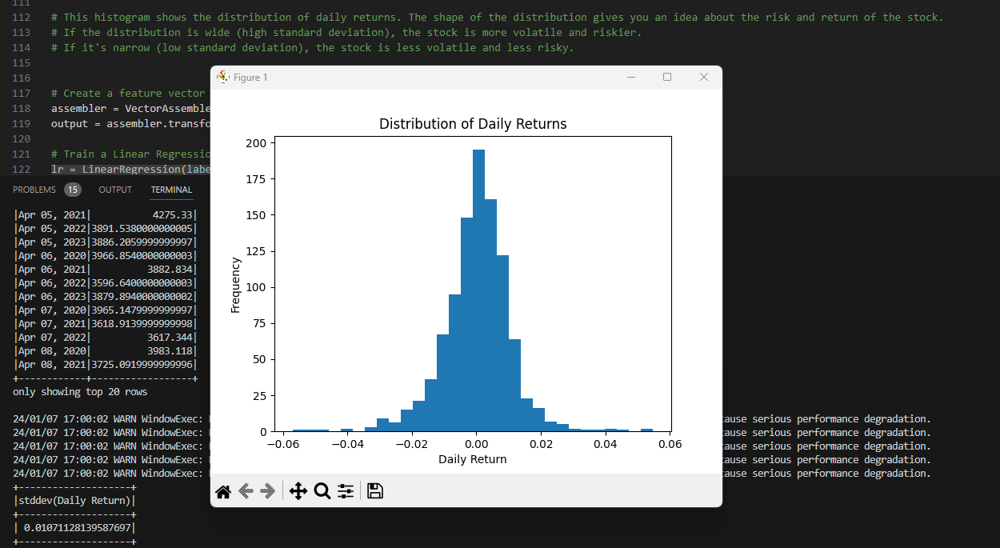 111
112 # This histogram shows the distribution of daily returns. The shape of the distribution gives you an idea about the risk and return of the stock.
113 # If the distribution is wide (high standard deviation), the stock is more volatile and riskier.
114 # If it's narrow (low standard deviation), the stock is less volatile and less risky.
115
116
117 # Create a feature vector
118 assembler = VectorAssemble
119 output = assembler.transfo
120
121 # Train a Linear Regressio
122 lr = LinearRegression(labe
PROBLEMS 15 OUTPUT TERMINAL
|Apr 05, 2021| 4275.33|
|Apr 05, 2022|3891.5380000000005|
|Apr 05, 2023|3886.2059999999997|
|Apr 06, 2020|3966.8540000000003|
|Apr 06, 2021| 3882.834|
|Apr 06, 2022|3596.6400000000003|
|Apr 06, 2023|3879.8940000000002|
|Apr 07, 2020|3965.1479999999997|
|Apr 07, 2021|3618.9139999999998|
|Apr 07, 2022| 3617.344|
|Apr 08, 2020| 3983.118|
|Apr 08, 2021|3725.0919999999996|
+------------+------------------+
only showing top 20 rows
24/01/07 17:00:02 WARN WindowExec: cause serious performance degradation.
24/01/07 17:00:02 WARN WindowExec: cause serious performance degradation.
24/01/07 17:00:02 WARN WindowExec: cause serious performance degradation.
24/01/07 17:00:02 WARN WindowExec: cause serious performance degradation.
24/01/07 17:00:02 WARN WindowExec: cause serious performance degradation.
+--------------------+
|stddev(Daily Return)|
+--------------------+
| 0.01071128139587697|
+--------------------+
Figure 1
Distribution of Daily Returns
Frequency
200
175
150
125
100
75
50
25
0
−0.06 −0.04 −0.02 0.00 0.02 0.04 0.06
Daily Return